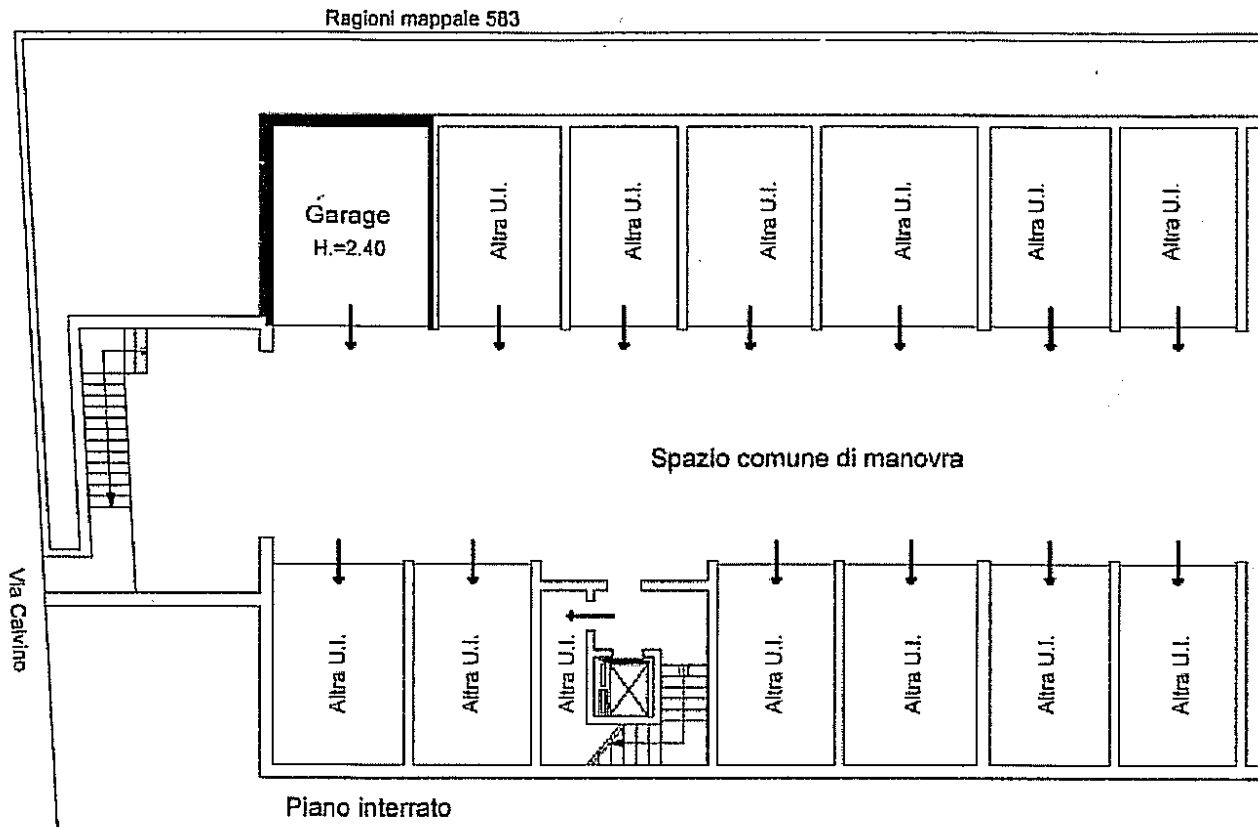 Ragioni mappale 583
Garage
H.=2.40
Altra U.I.
Altra U.I.
Altra U.I.
Altra U.I.
Altra U.I.
Altra U.I.
Spazio comune di manovra
Via Calvino
Altra U.I.
Altra U.I.
Altra U.I.
Altra U.I.
Altra U.I.
Altra U.I.
Altra U.I.
Piano interrato